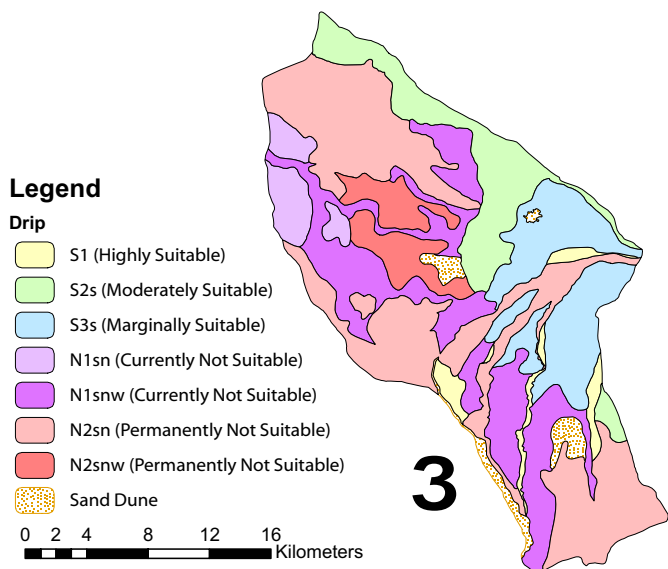 Legend
Drip
S1 (Highly Suitable)
S2s (Moderately Suitable)
S3s (Marginally Suitable)
N1sn (Currently Not Suitable)
N1snw (Currently Not Suitable)
N2sn (Permanently Not Suitable)
N2snw (Permanently Not Suitable)
Sand Dune
3
0 2 4 8 12 16
Kilometers